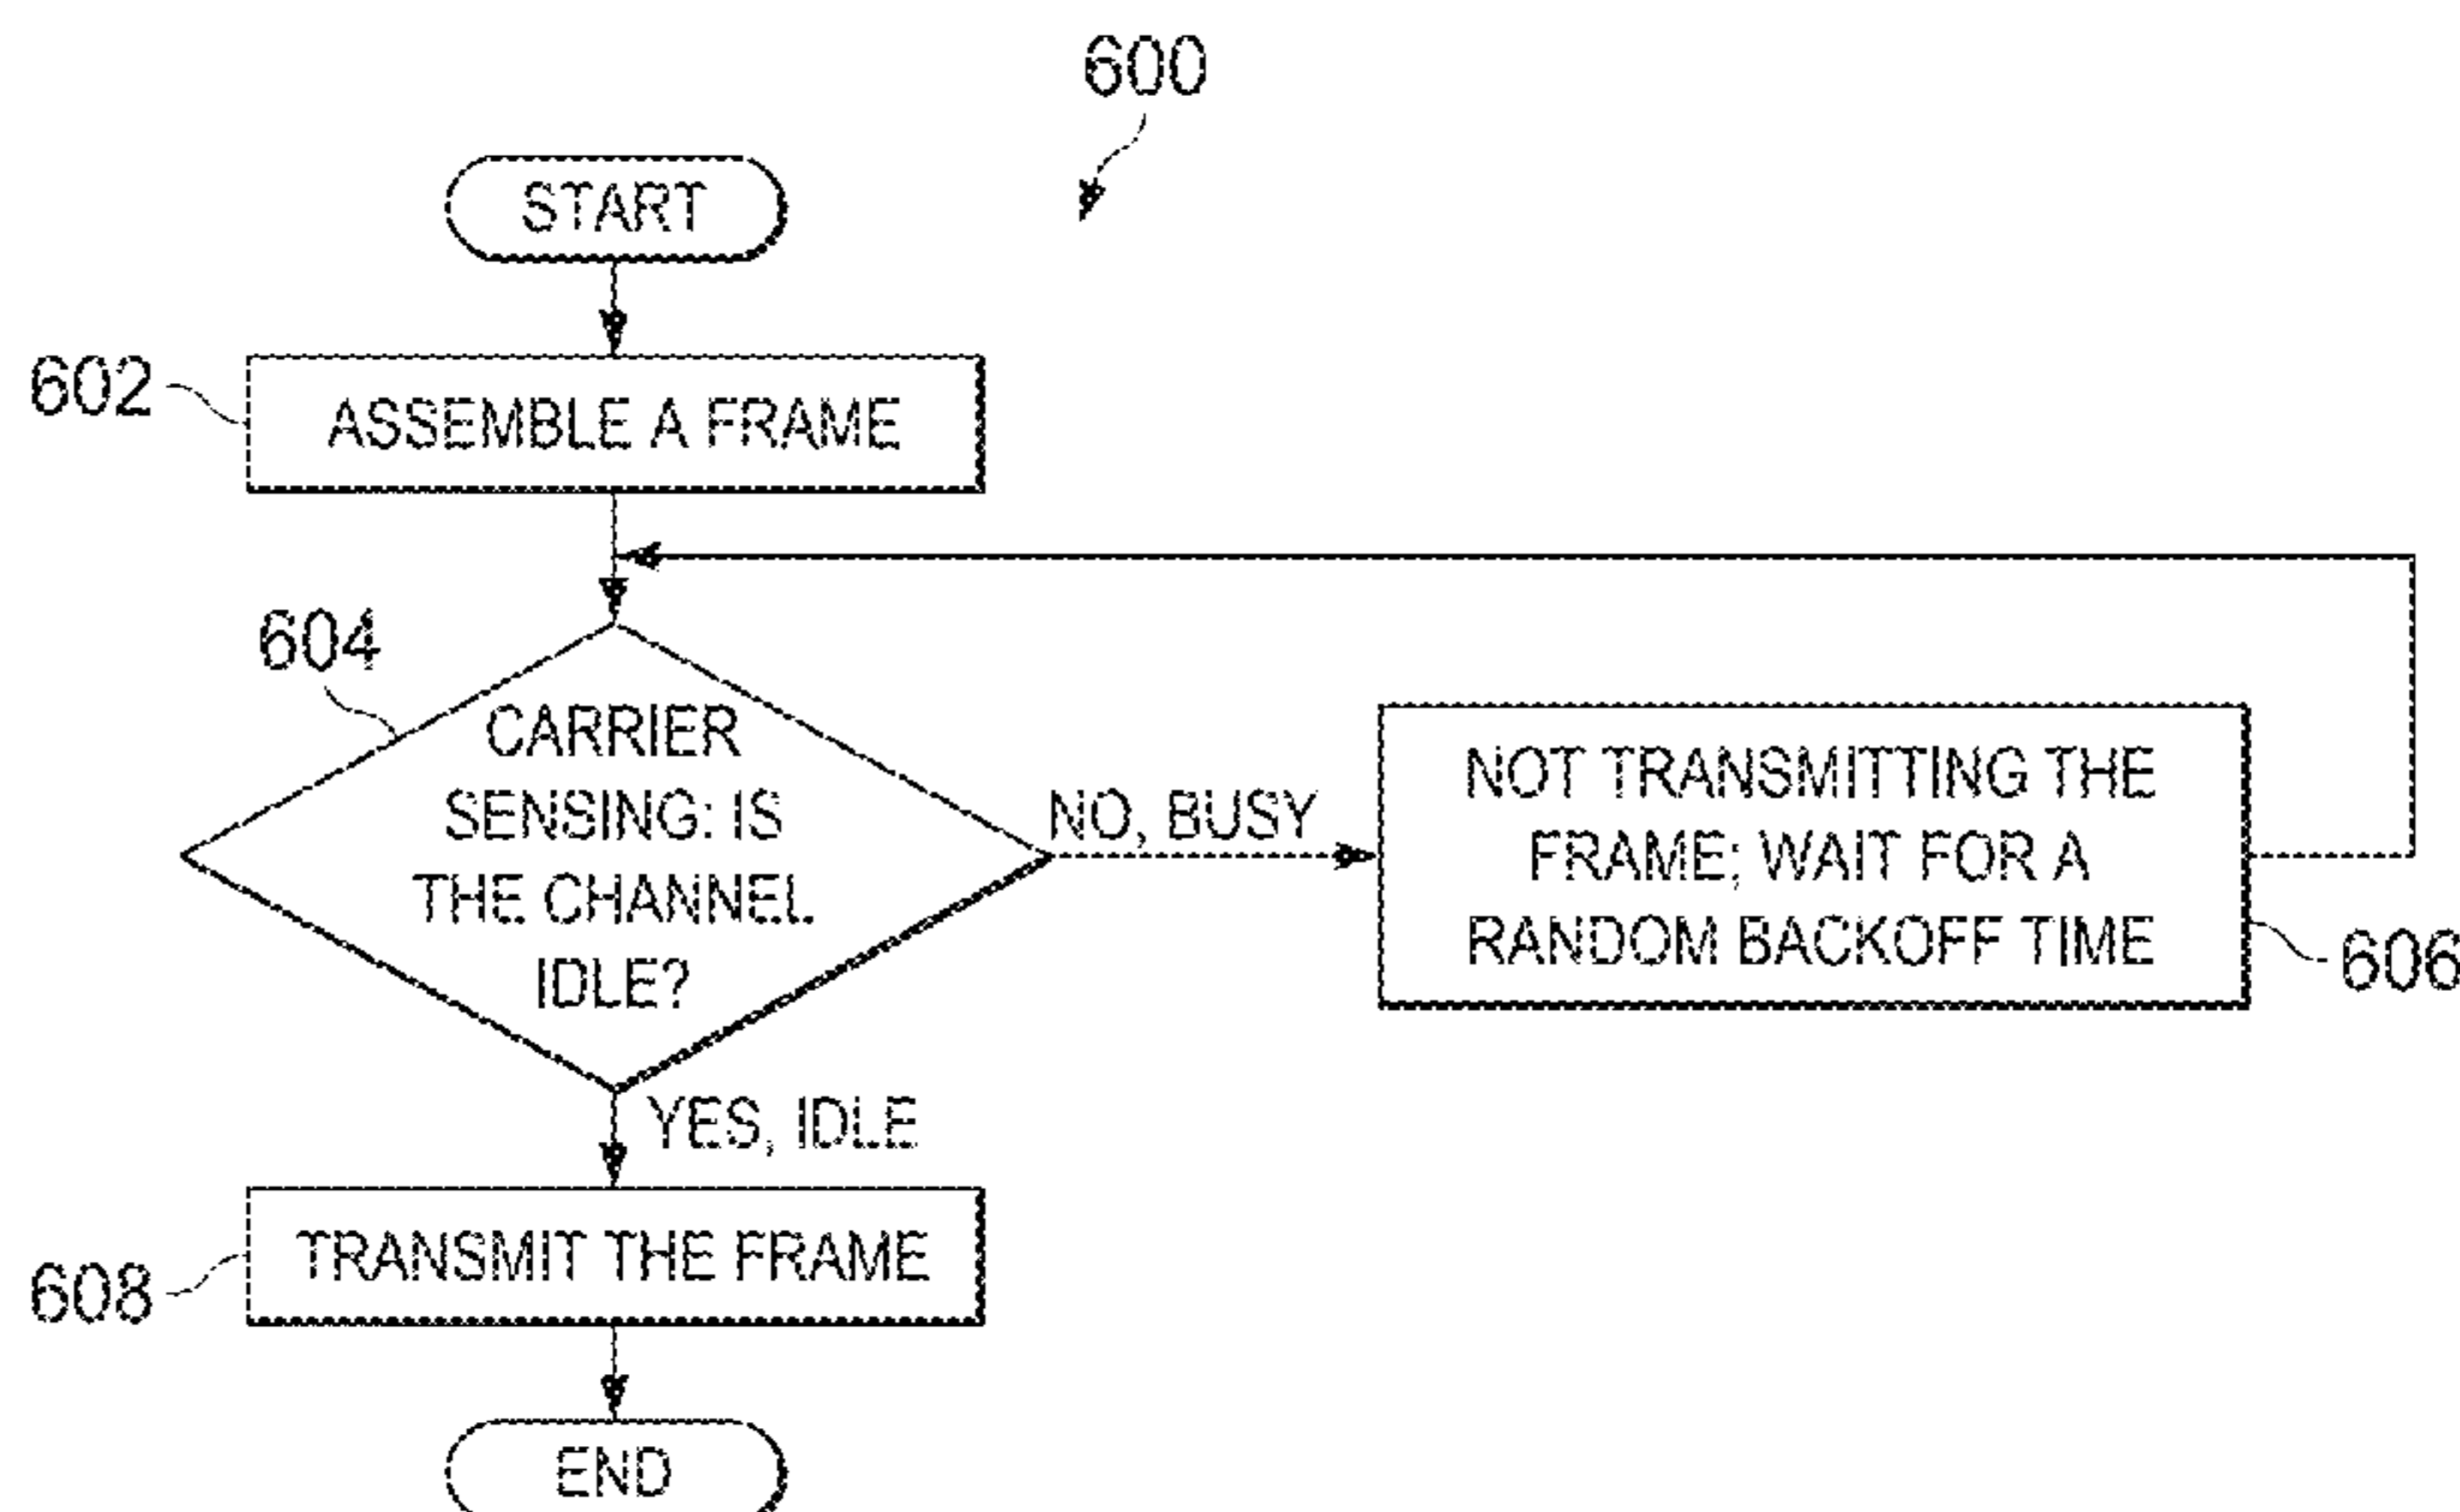 600
START
602
ASSEMBLE A FRAME
604
CARRIER
SENSING: IS
THE CHANNEL
IDLE?
NO, BUSY
NOT TRANSMITTING THE
FRAME; WAIT FOR A
RANDOM BACKOFF TIME
606
YES, IDLE
TRANSMIT THE FRAME
608
END